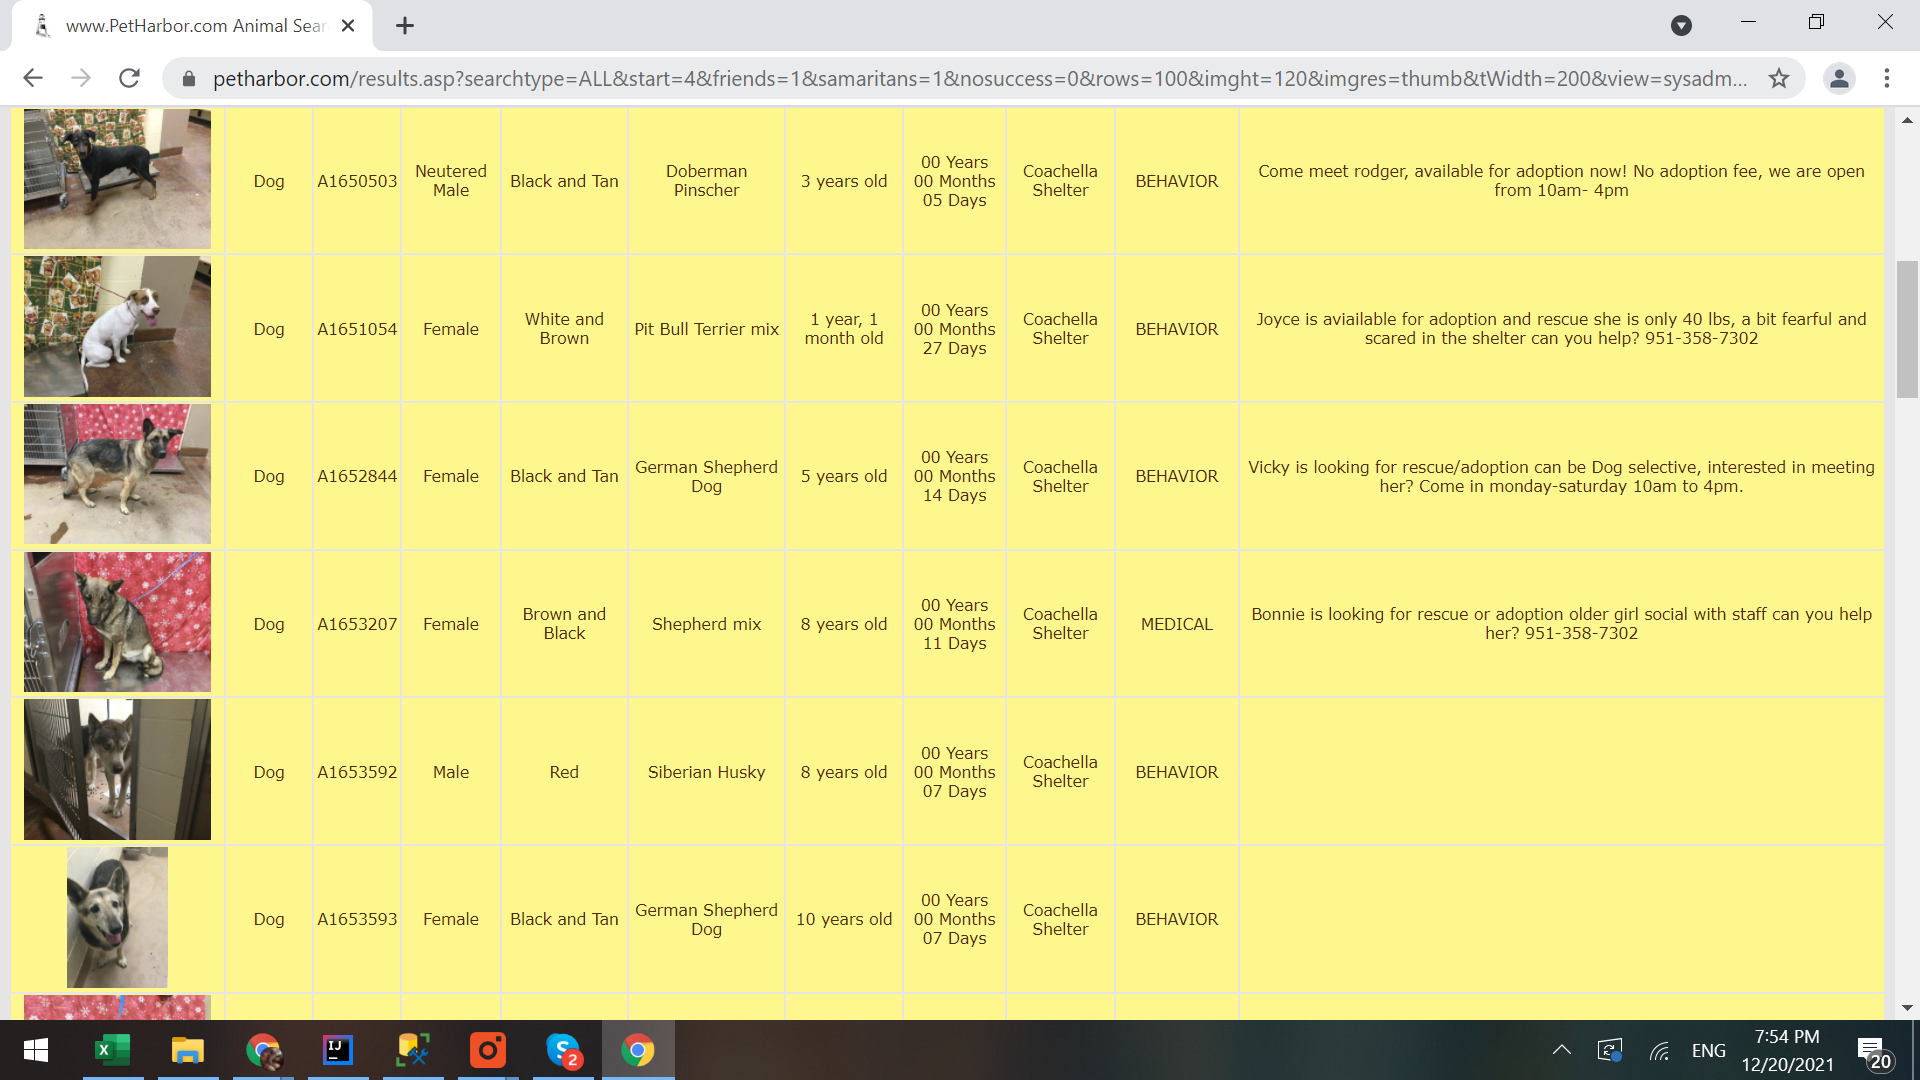 www.PetHarbor.com Animal Sear
petharbor.com/results.asp?searchtype=ALL&start=4&friends=1&samaritans=1&nosuccess=0&rows=100&imght=120&imgres=thumb&tWidth=200&view=sysadm...
Dog
A1650503
Neutered
Male
Black and Tan
Doberman
Pinscher
3 years old
00 Years
00 Months
05 Days
Coachella
Shelter
BEHAVIOR
Come meet rodger, available for adoption now! No adoption fee, we are open
from 10am- 4pm
Dog
A1651054
Female
White and
Brown
Pit Bull Terrier mix
1 year, 1
month old
00 Years
00 Months
27 Days
Coachella
Shelter
BEHAVIOR
Joyce is aviailable for adoption and rescue she is only 40 lbs, a bit fearful and
scared in the shelter can you help? 951-358-7302
Dog
A1652844
Female
Black and Tan
German Shepherd
Dog
5 years old
00 Years
00 Months
14 Days
Coachella
Shelter
BEHAVIOR
Vicky is looking for rescue/adoption can be Dog selective, interested in meeting
her? Come in monday-saturday 10am to 4pm.
Dog
A1653207
Female
Brown and
Black
Shepherd mix
8 years old
00 Years
00 Months
11 Days
Coachella
Shelter
MEDICAL
Bonnie is looking for rescue or adoption older girl social with staff can you help
her? 951-358-7302
Dog
A1653592
Male
Red
Siberian Husky
8 years old
00 Years
00 Months
07 Days
Coachella
Shelter
BEHAVIOR
Dog
A1653593
Female
Black and Tan
German Shepherd
Dog
10 years old
00 Years
00 Months
07 Days
Coachella
Shelter
BEHAVIOR
IJ
2
ENG
7:54 PM
12/20/2021
20